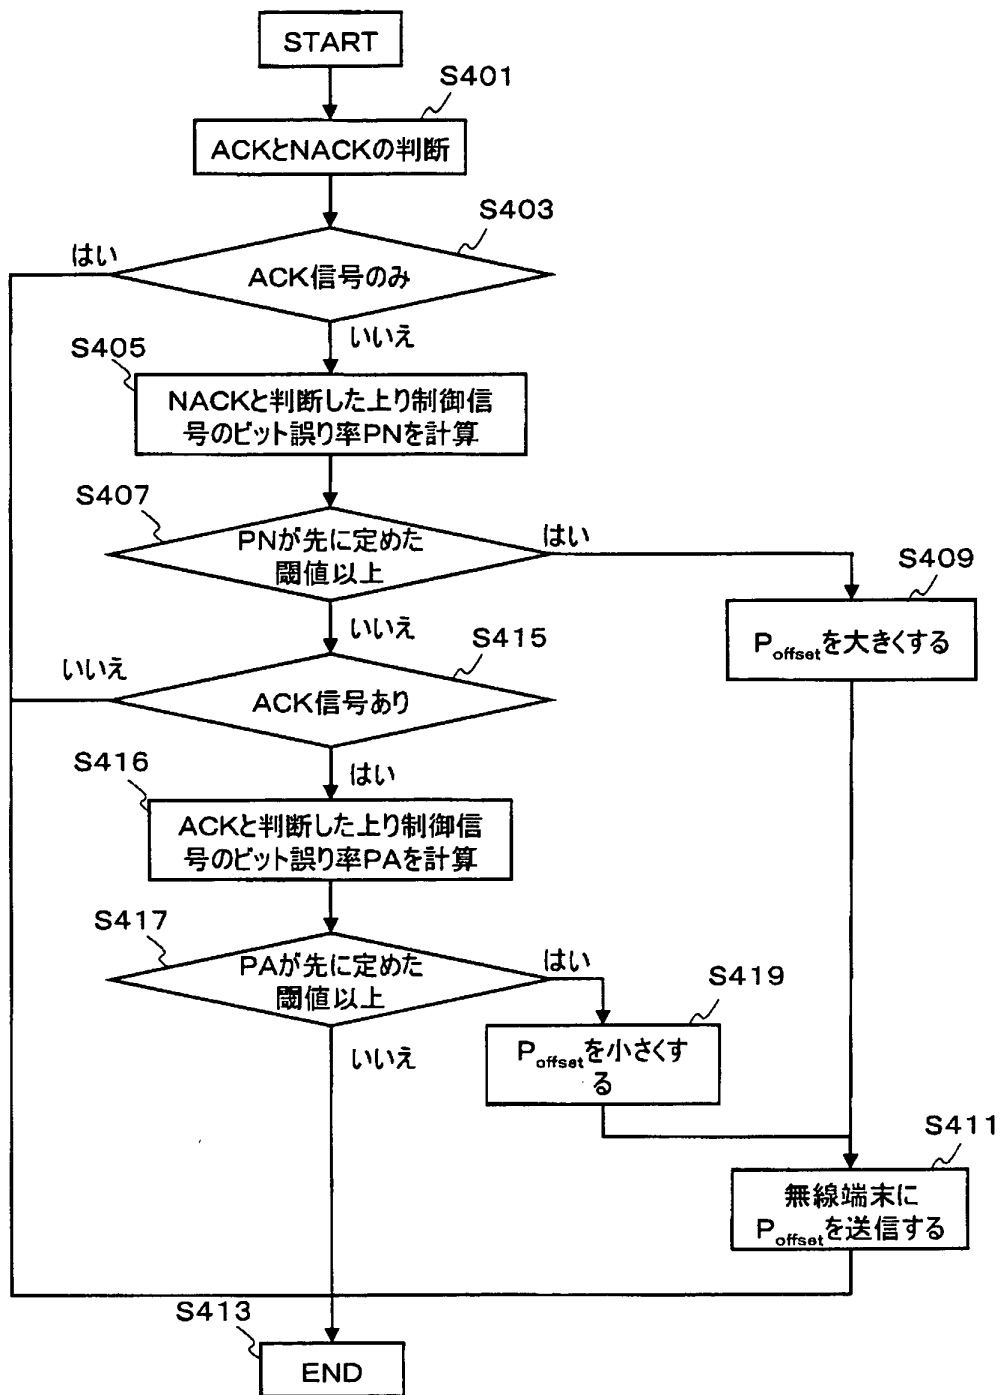 START
S401
ACKとNACKの判断
S403
はい
ACK信号のみ
いいえ
S405
NACKと判断した上り制御信
号のビット誤り率PNを計算
S407
PNが先に定めた
閾値以上
はい
S409
Poffsetを大きくする
いいえ
S415
いいえ
ACK信号あり
S416
はい
ACKと判断した上り制御信
号のビット誤り率PAを計算
S417
PAが先に定めた
閾値以上
はい
S419
Poffsetを小さくす
る
いいえ
S411
無線端末に
Poffsetを送信する
S413
END